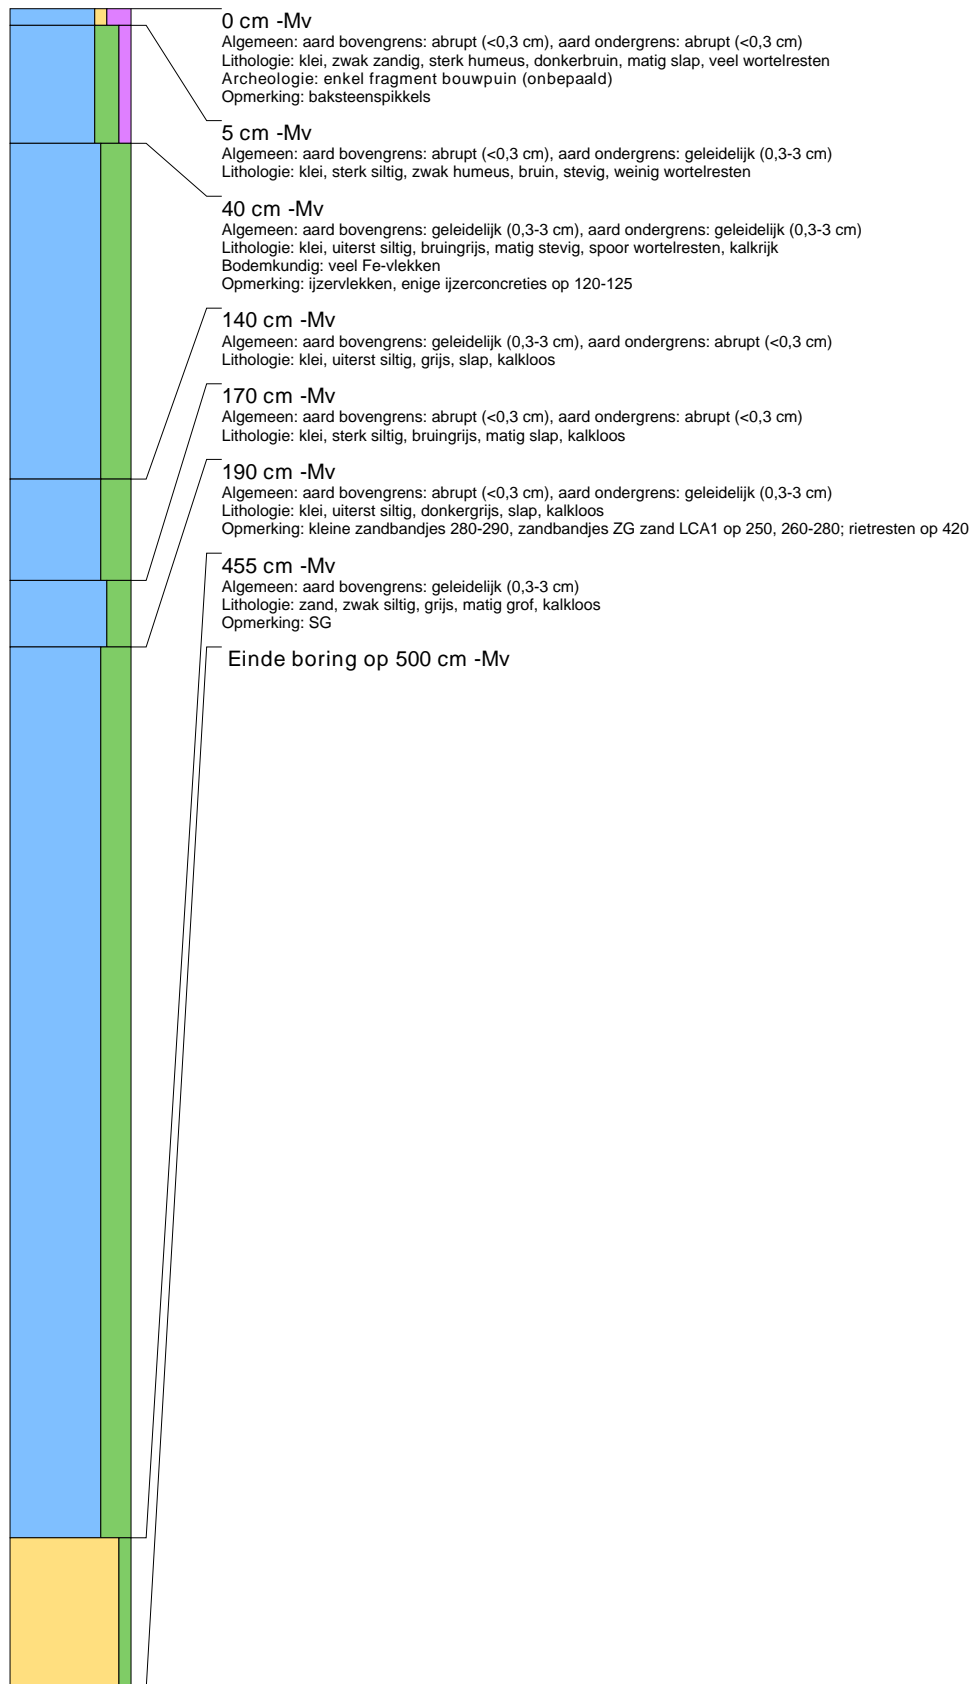 0 cm -Mv
Algemeen: aard bovengrens: abrupt (<0,3 cm), aard ondergrens: abrupt (<0,3 cm)
Lithologie: klei, zwak zandig, sterk humeus, donkerbruin, matig slap, veel wortelresten
Archeologie: enkel fragment bouwpuin (onbepaald)
Opmerking: baksteenspikkels
5 cm -Mv
Algemeen: aard bovengrens: abrupt (<0,3 cm), aard ondergrens: geleidelijk (0,3-3 cm)
Lithologie: klei, sterk siltig, zwak humeus, bruin, stevig, weinig wortelresten
40 cm -Mv
Algemeen: aard bovengrens: geleidelijk (0,3-3 cm), aard ondergrens: geleidelijk (0,3-3 cm)
Lithologie: klei, uiterst siltig, bruingrijs, matig stevig, spoor wortelresten, kalkrijk
Bodemkundig: veel Fe-vlekken
Opmerking: ijzervlekken, enige ijzerconcreties op 120-125
140 cm -Mv
Algemeen: aard bovengrens: geleidelijk (0,3-3 cm), aard ondergrens: abrupt (<0,3 cm)
Lithologie: klei, uiterst siltig, grijs, slap, kalkloos
170 cm -Mv
Algemeen: aard bovengrens: abrupt (<0,3 cm), aard ondergrens: abrupt (<0,3 cm)
Lithologie: klei, sterk siltig, bruingrijs, matig slap, kalkloos
190 cm -Mv
Algemeen: aard bovengrens: abrupt (<0,3 cm), aard ondergrens: geleidelijk (0,3-3 cm)
Lithologie: klei, uiterst siltig, donkergrijs, slap, kalkloos
Opmerking: kleine zandbandjes 280-290, zandbandjes ZG zand LCA1 op 250, 260-280; rietresten op 420
455 cm -Mv
Algemeen: aard bovengrens: geleidelijk (0,3-3 cm)
Lithologie: zand, zwak siltig, grijs, matig grof, kalkloos
Opmerking: SG
Einde boring op 500 cm -Mv